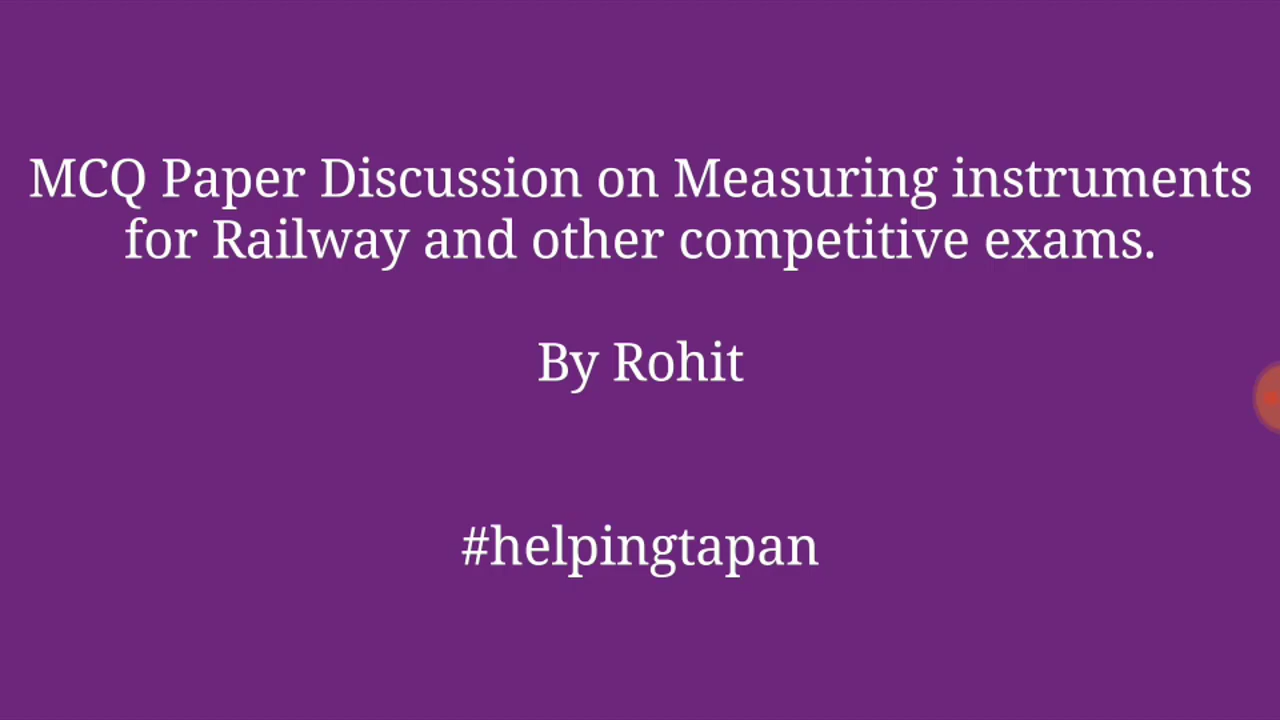 MCQ Paper Discussion on Measuring instruments
for Railway and other competitive exams.
By Rohit
#helpingtapan